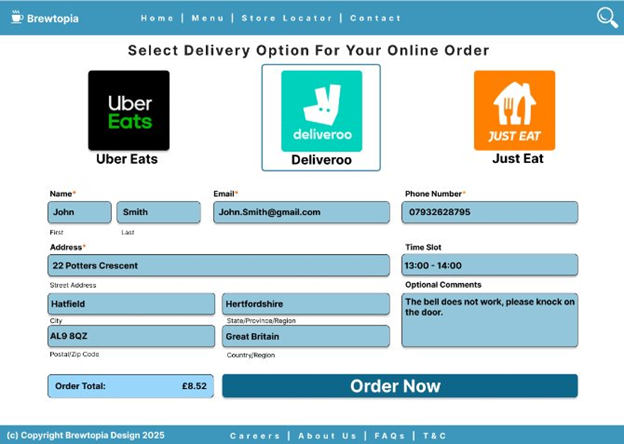 Brewtopia
Home | Menu | Store Locator | Contact
Select Delivery Option For Your Online Order
Uber
Eats
deliveroo
JUST EAT
Uber Eats
Deliveroo
Just Eat
Name*
Email*
Phone Number*
John
Smith
John.Smith@gmail.com
07932628795
First
Last
Address*
Time Slot
22 Potters Crescent
13:00 - 14:00
Street Address
Optional Comments
Hatfield
Hertfordshire
The bell does not work, please knock on
the door.
City
State/Province/Region
AL9 8QZ
Great Britain
Postal/Zip Code
Country/Region
Order Total:
£8.52
Order Now
(c) Copyright Brewtopia Design 2025
Careers | About Us | FAQs | T&C